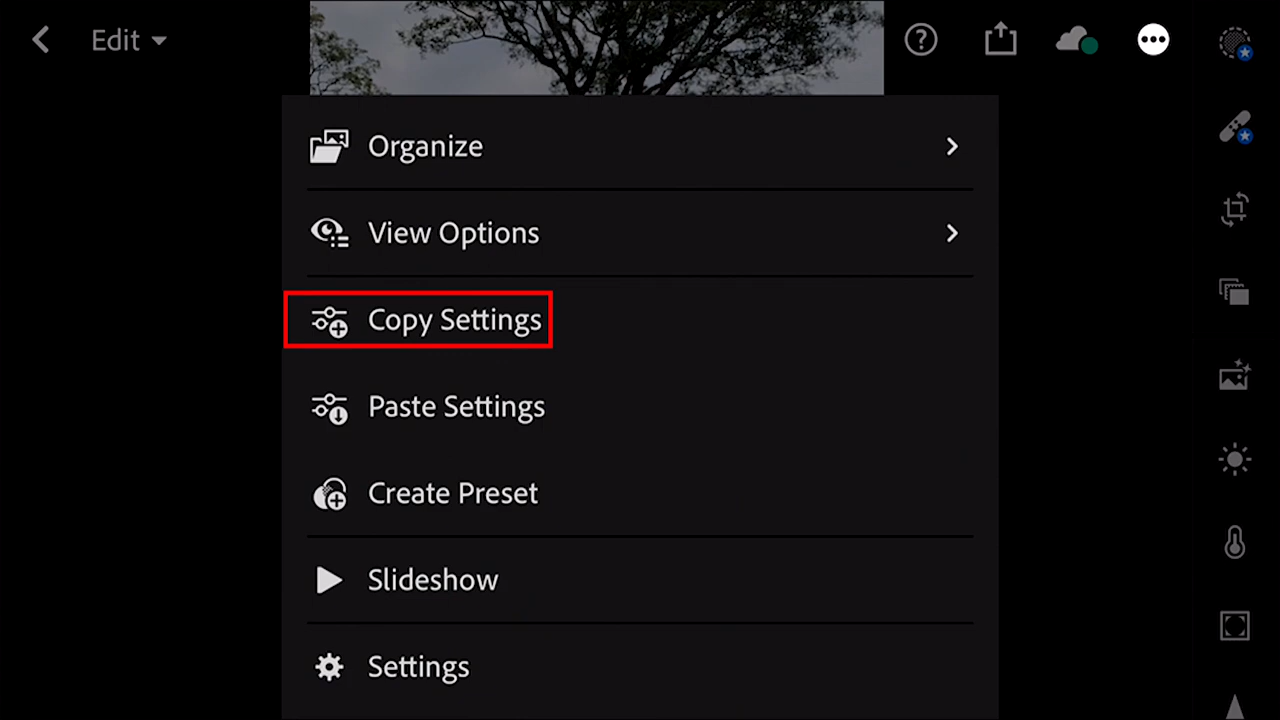 Edit
Organize
View Options
Copy Settings
Paste Settings
Create Preset
Slideshow
Settings